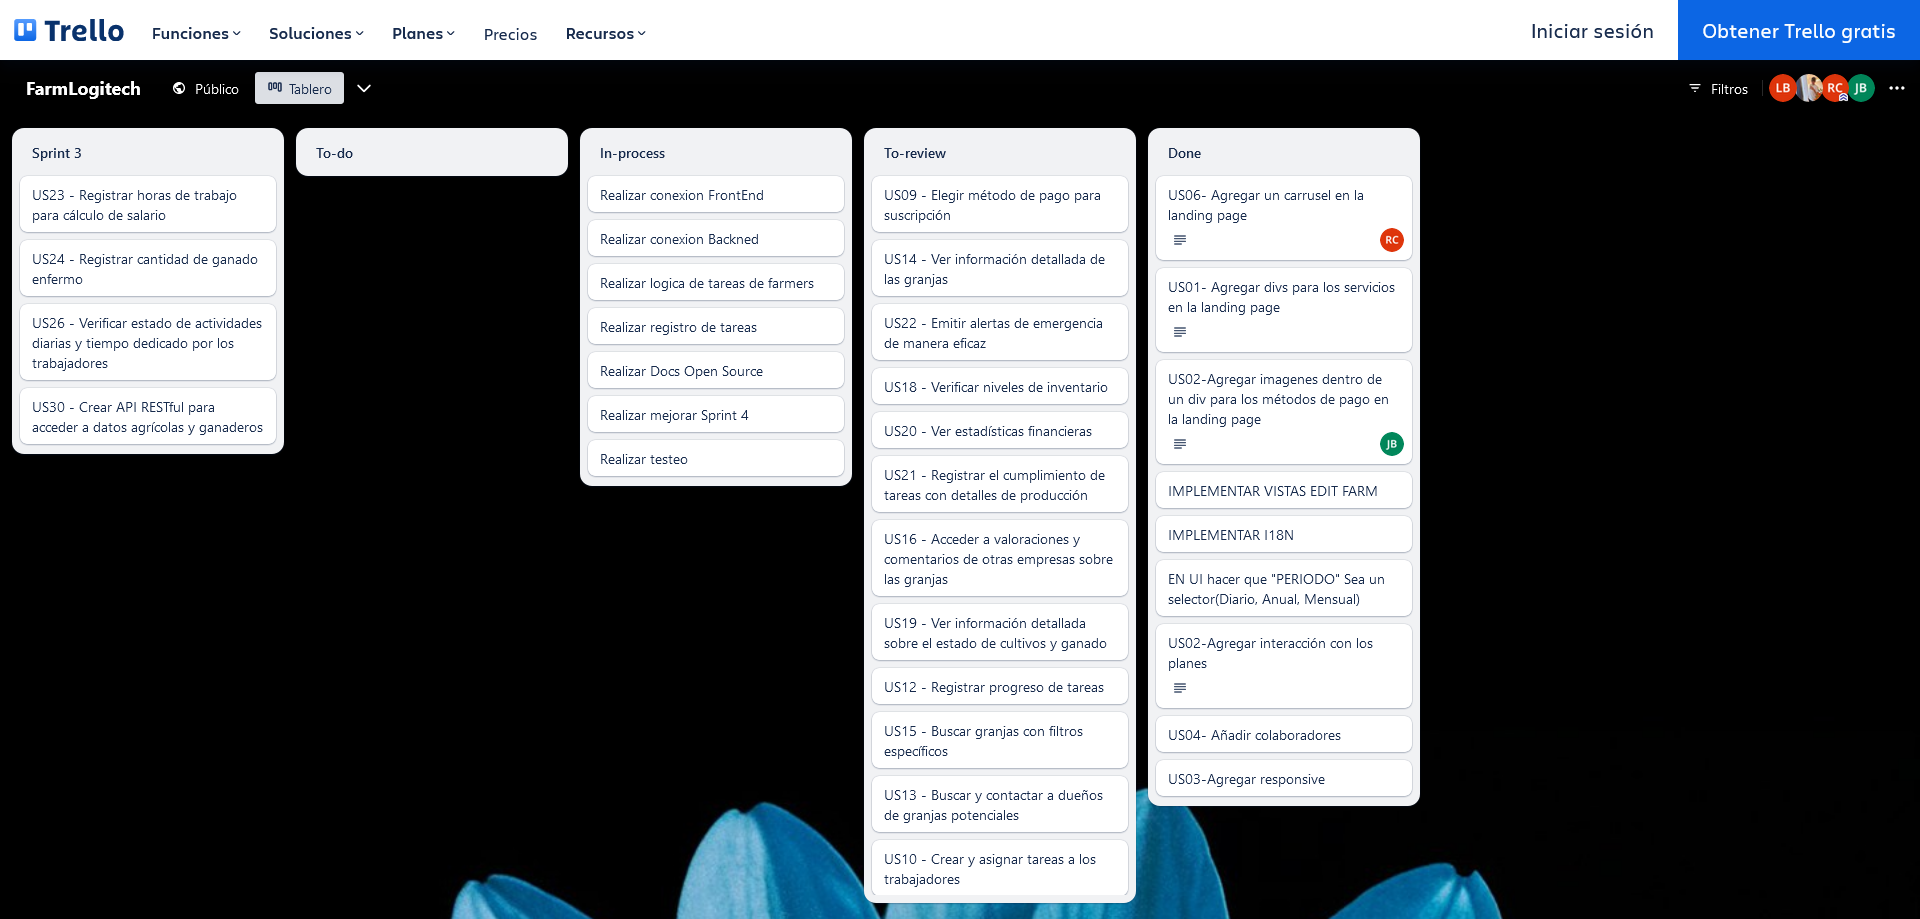 Trello
Funciones
Soluciones
Planes
Precios
Recursos
Iniciar sesión
Obtener Trello gratis
FarmLogitech
Público
Tablero
Filtros
LB
RC
JB
Sprint 3
US23 - Registrar horas de trabajo
para cálculo de salario
US24 - Registrar cantidad de ganado
enfermo
US26 - Verificar estado de actividades
diarias y tiempo dedicado por los
trabajadores
US30 - Crear API RESTful para
acceder a datos agrícolas y ganaderos
To-do
In-process
Realizar conexion FrontEnd
Realizar conexion Backned
Realizar logica de tareas de farmers
Realizar registro de tareas
Realizar Docs Open Source
Realizar mejorar Sprint 4
Realizar testeo
To-review
US09 - Elegir método de pago para
suscripción
US14 - Ver información detallada de
las granjas
US22 - Emitir alertas de emergencia
de manera eficaz
US18 - Verificar niveles de inventario
US20 - Ver estadísticas financieras
US21 - Registrar el cumplimiento de
tareas con detalles de producción
US16 - Acceder a valoraciones y
comentarios de otras empresas sobre
las granjas
US19 - Ver información detallada
sobre el estado de cultivos y ganado
US12 - Registrar progreso de tareas
US15 - Buscar granjas con filtros
específicos
US13 - Buscar y contactar a dueños
de granjas potenciales
US10 - Crear y asignar tareas a los
trabajadores
Done
US06- Agregar un carrusel en la
landing page
RC
US01- Agregar divs para los servicios
en la landing page
US02-Agregar imagenes dentro de
un div para los métodos de pago en
la landing page
JB
IMPLEMENTAR VISTAS EDIT FARM
IMPLEMENTAR I18N
EN UI hacer que "PERIODO" Sea un
selector(Diario, Anual, Mensual)
US02-Agregar interacción con los
planes
US04- Añadir colaboradores
US03-Agregar responsive